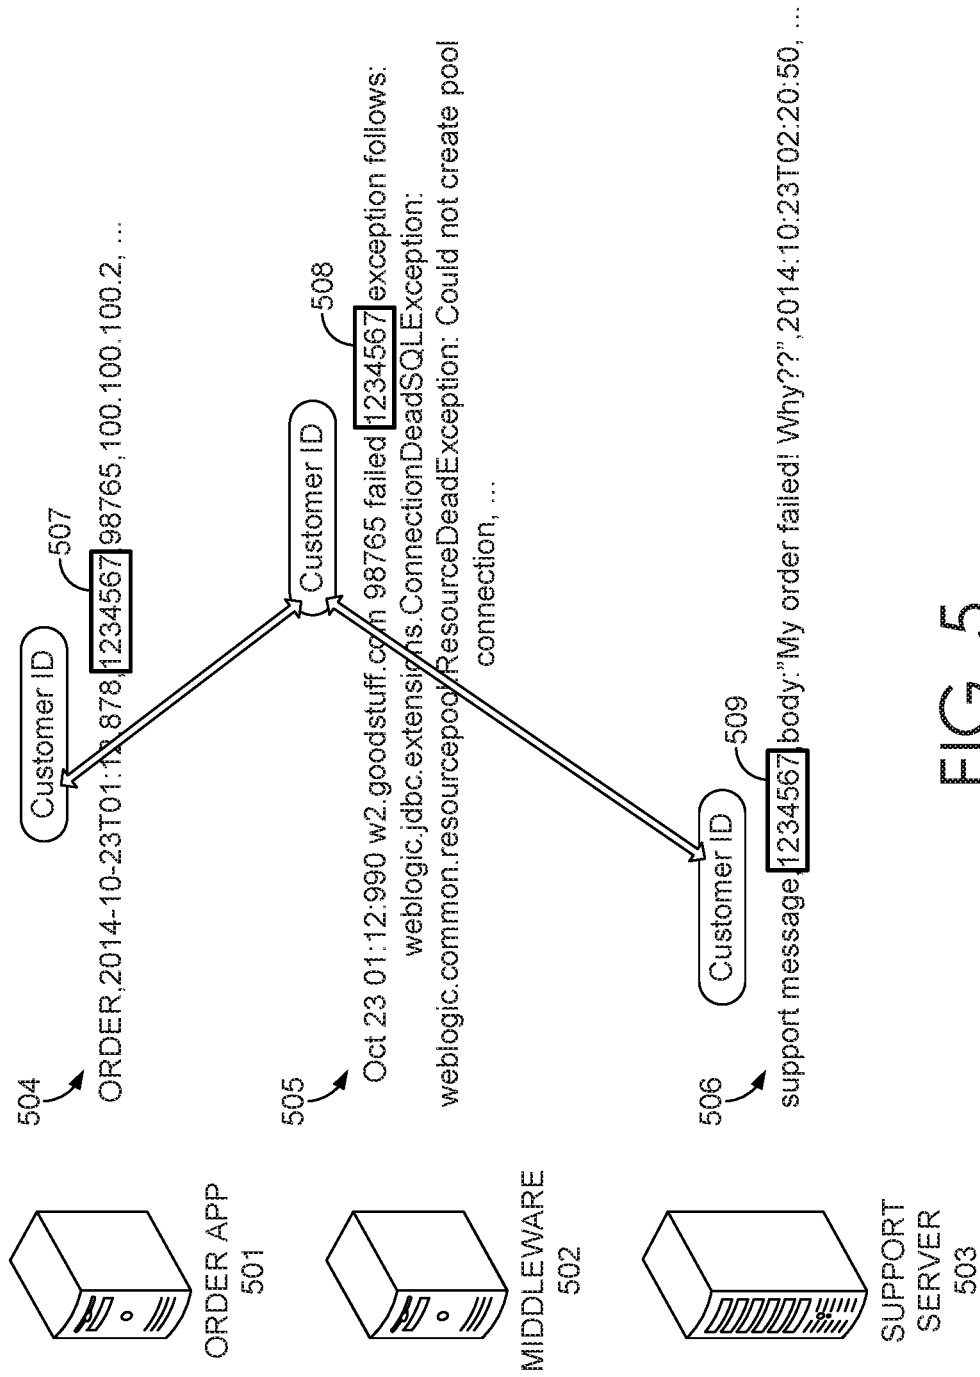 504
Customer ID
507
ORDER,2014-10-23T01:12.878,1234567,98765,100.100.100.2, ...
ORDER APP
501
505
Customer ID
508
Oct 23 01:12:990 w2.goodstuff.com 98765 failed 1234567 exception follows:
weblogic.jdbc.extensions.ConnectionDeadSQLException:
weblogic.common.resourcepool.ResourceDeadException: Could not create pool
connection, ...
MIDDLEWARE
502
506
Customer ID
509
support message,1234567,body:"My order failed! Why??",2014:10:23T02:20:50, ...
SUPPORT
SERVER
503
FIG. 5